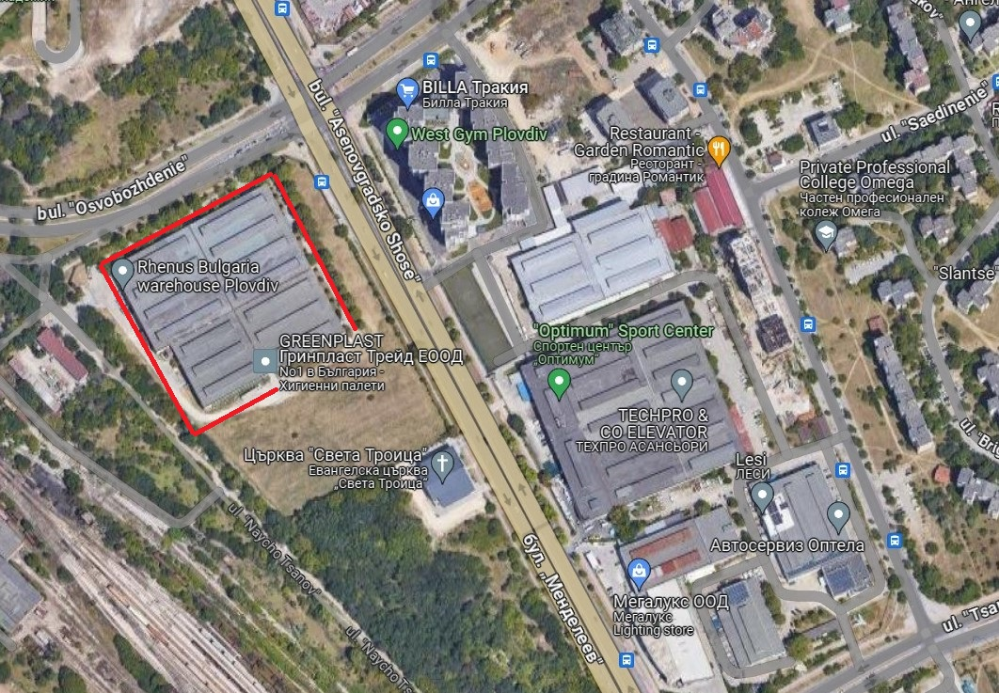 bul. "Osvobozhdenie"
bul. "Asenovgradsko Shose"
BILLA Тракия
Билла Тракия
West Gym Plovdiv
Restaurant -
Garden Romantic
Ресторант -
градина Романтик
ul. "Saedinenie"
Private Professional
College Omega
Частен професионален
колеж Омега
"Slantse"
Rhenus Bulgaria
warehouse Plovdiv
GREENPLAST
Гринпласт Трейд ЕООД
No1 в България -
Хигиенни палети
"Optimum" Sport Center
Спортен център
„Оптимум"
TECHPRO &
CO ELEVATOR
ТЕХПРО АСАНСЬОРИ
Църква "Света Троица"
Евангелска църква
„Света Троица"
Lesi
ЛЕСИ
Автосервиз Оптела
ul. "Naycho Tsanov"
бул. „Менделеев"
Мегалукс ООД
Мегалукс
Lighting store
ul. "Naycho Ts
ul. "Tsa